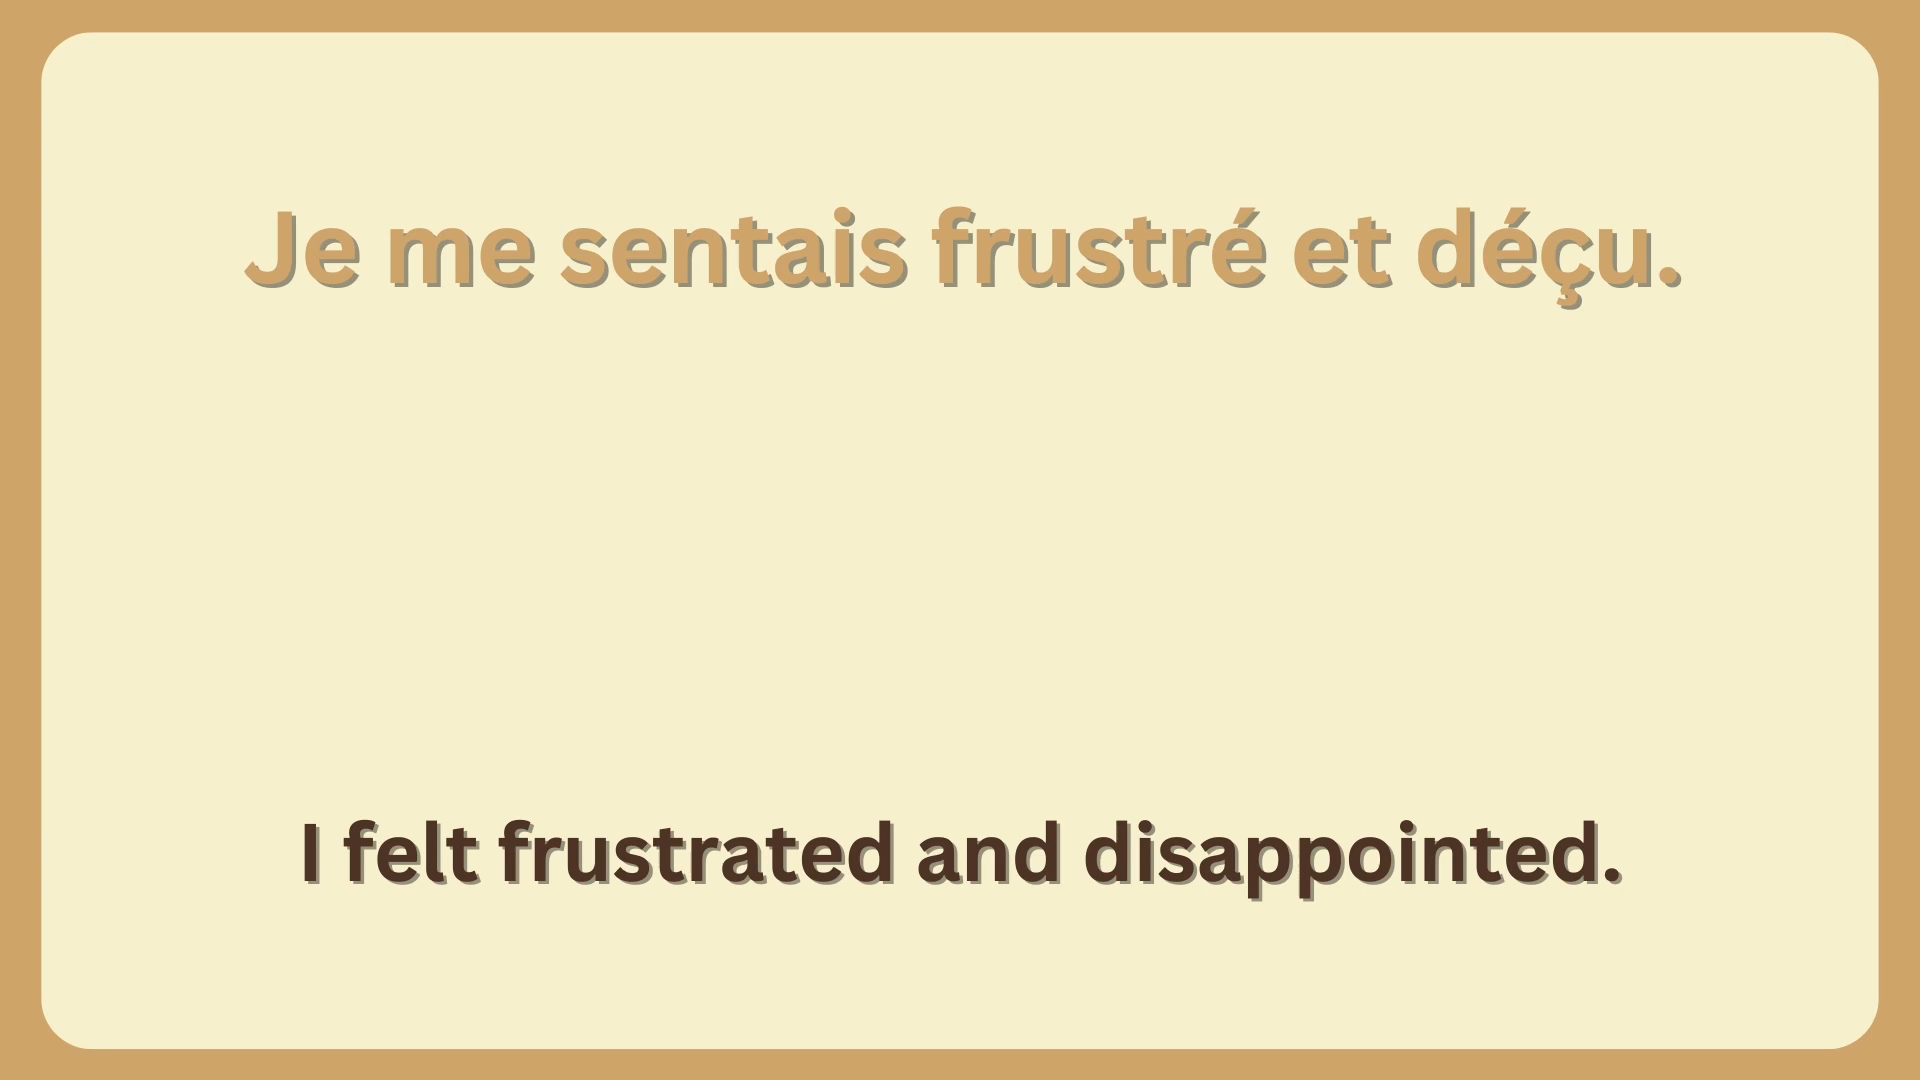 Je me sentais frustré et déçu.
I felt frustrated and disappointed.